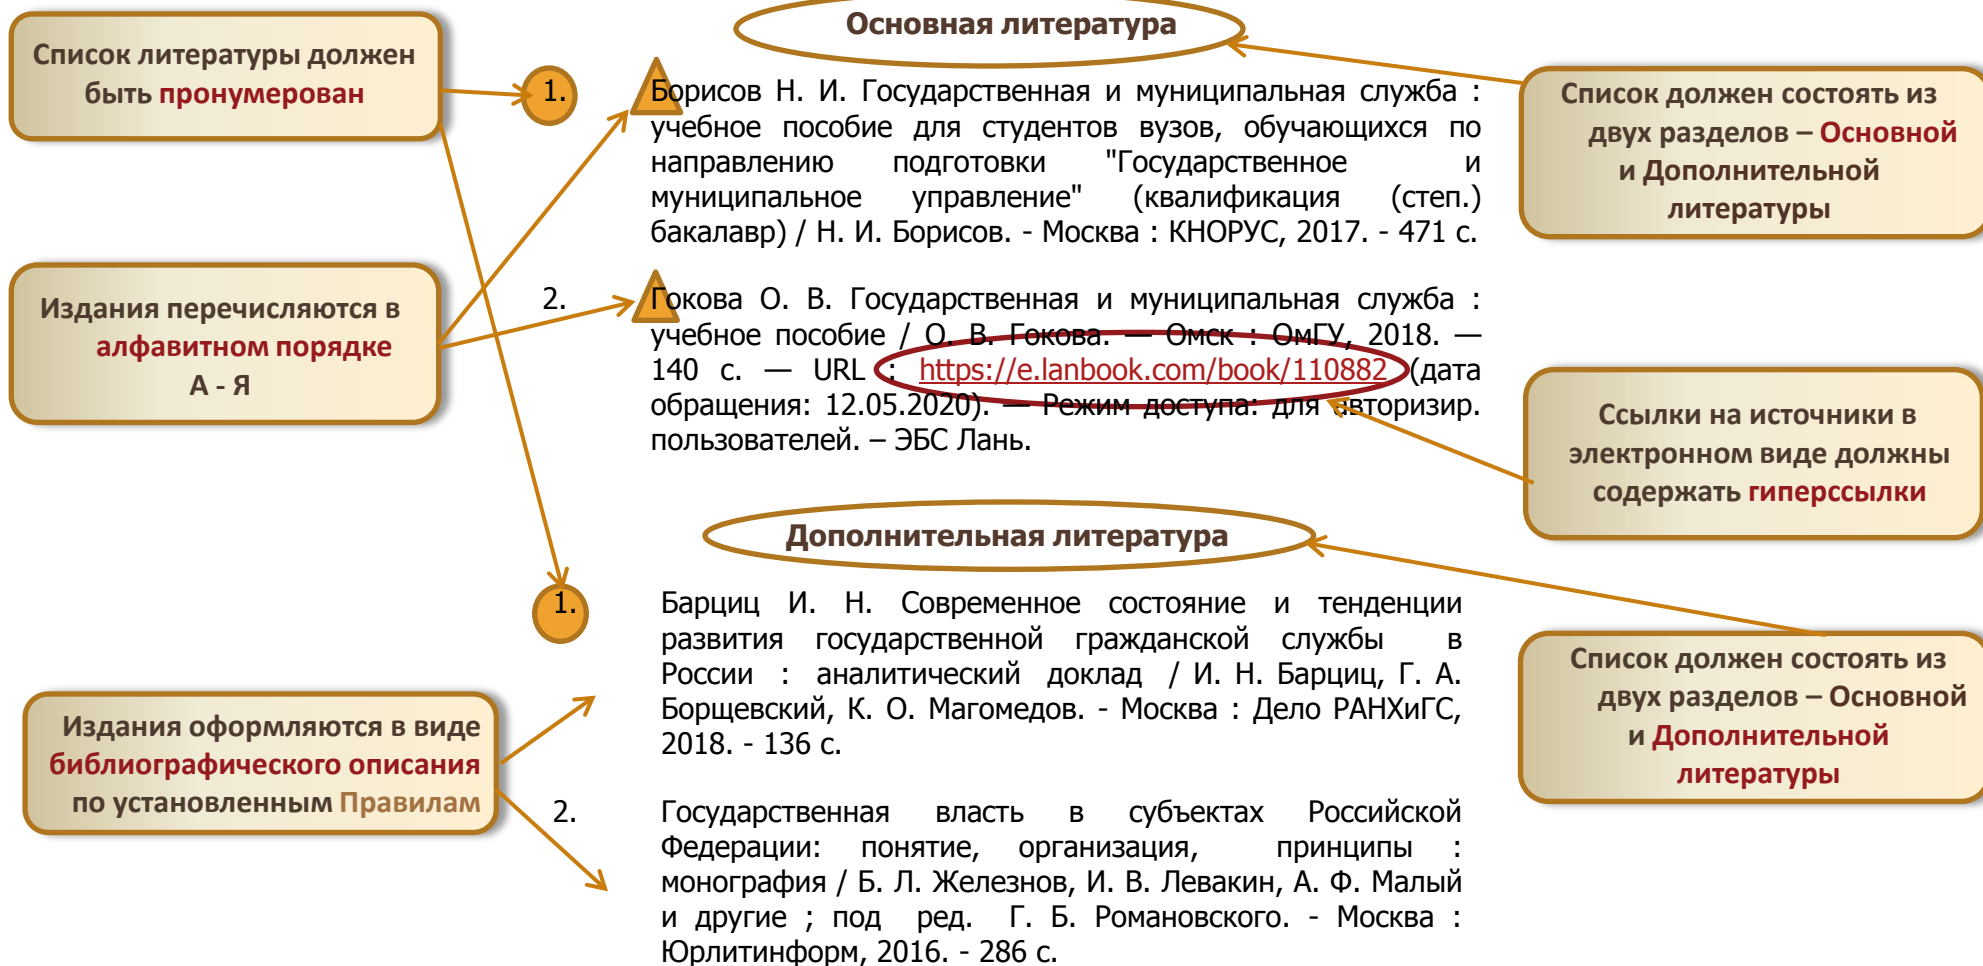 Основная литература
Список литературы должен
быть пронумерован
Издания перечисляются в
алфавитном порядке
А - Я
Издания оформляются в виде
библиографического описания
по установленным Правилам
1. Борисов Н. И. Государственная и муниципальная служба :
учебное пособие для студентов вузов, обучающихся по
направлению подготовки "Государственное и
муниципальное управление" (квалификация (степ.)
бакалавр) / Н. И. Борисов. - Москва : КНОРУС, 2017. - 471 с.
2. Гокова О. В. Государственная и муниципальная служба :
учебное пособие / О. В. Гокова. — Омск : ОмГУ, 2018. —
140 с. — URL : https://e.lanbook.com/book/110882 (дата
обращения: 12.05.2020). — Режим доступа: для авторизир.
пользователей. – ЭБС Лань.
Дополнительная литература
1. Барциц И. Н. Современное состояние и тенденции
развития государственной гражданской службы в
России : аналитический доклад / И. Н. Барциц, Г. А.
Борщевский, К. О. Магомедов. - Москва : Дело РАНХиГС,
2018. - 136 с.
2. Государственная власть в субъектах Российской
Федерации: понятие, организация, принципы :
монография / Б. Л. Железнов, И. В. Левакин, А. Ф. Малый
и другие ; под ред. Г. Б. Романовского. - Москва :
Юрлитинформ, 2016. - 286 с.
Список должен состоять из
двух разделов – Основной
и Дополнительной
литературы
Ссылки на источники в
электронном виде должны
содержать гиперссылки
Список должен состоять из
двух разделов – Основной
и Дополнительной
литературы